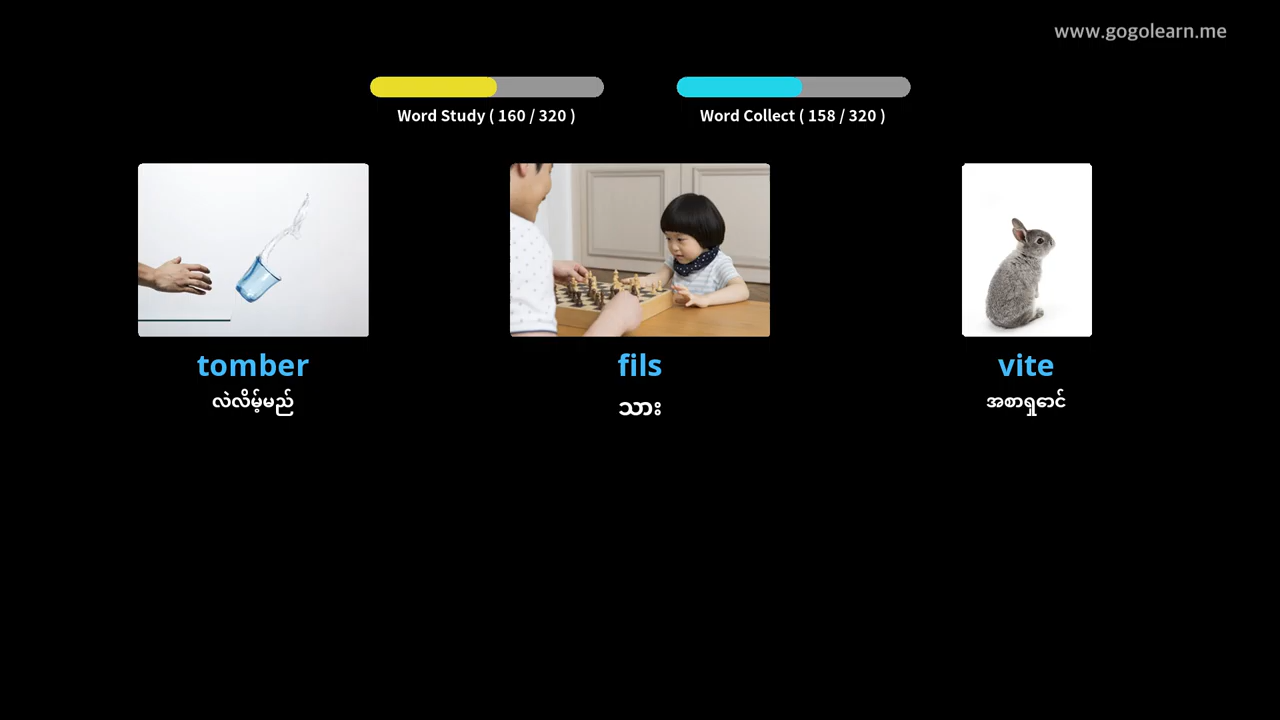 www.gogolearn.me
Word Study ( 160 / 320 )
Word Collect ( 158 / 320 )
tomber
လဲလိမ့်မည်
fils
သား
vite
အစာရှောင်